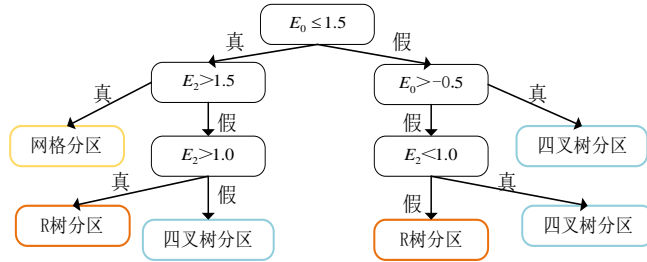 E₀ ≤ 1.5
真
假
E₂>1.5
E₀>−0.5
真
假
假
真
网格分区
E₂>1.0
E₂<1.0
四叉树分区
真
假
假
真
R树分区
四叉树分区
R树分区
四叉树分区